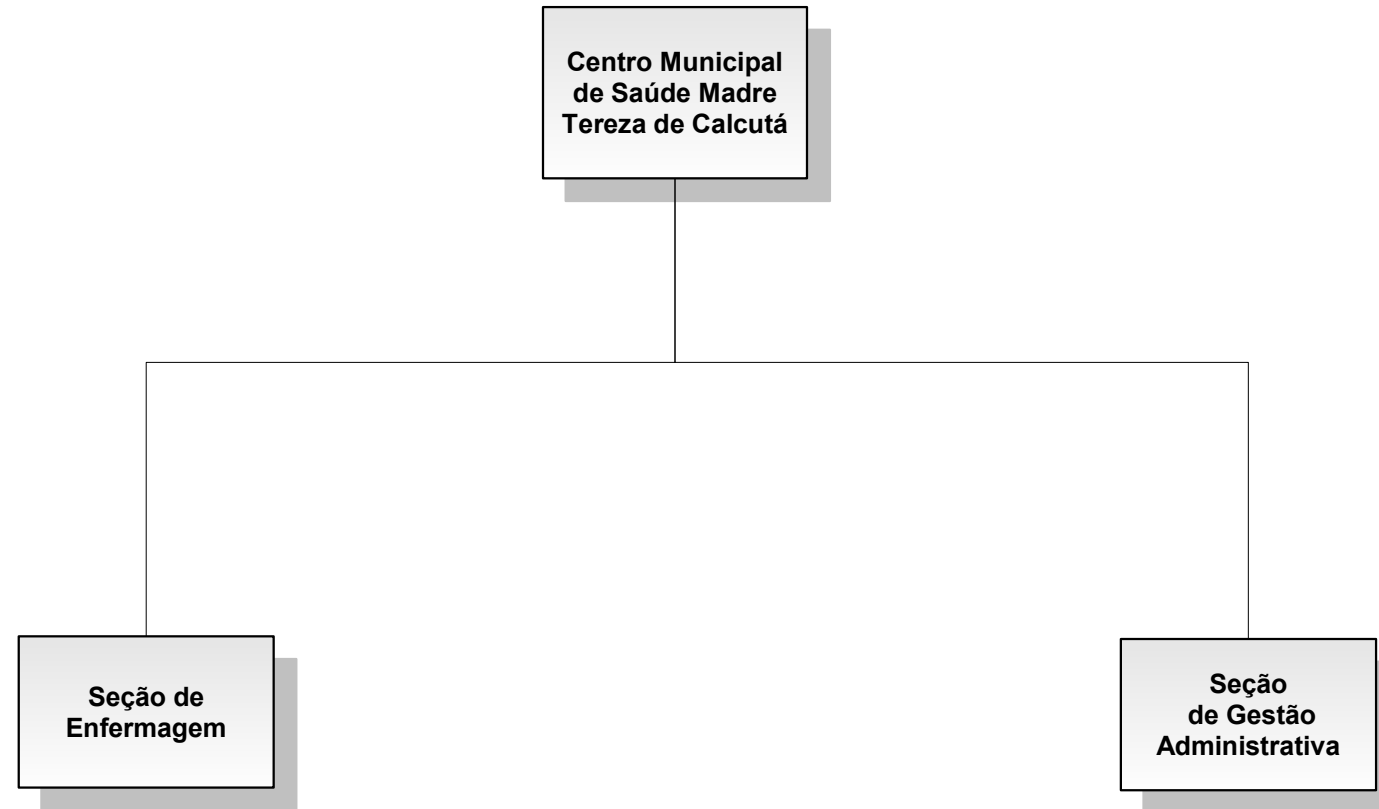 Centro Municipal
de Saúde Madre
Tereza de Calcutá
Seção de
Enfermagem
Seção
de Gestão
Administrativa